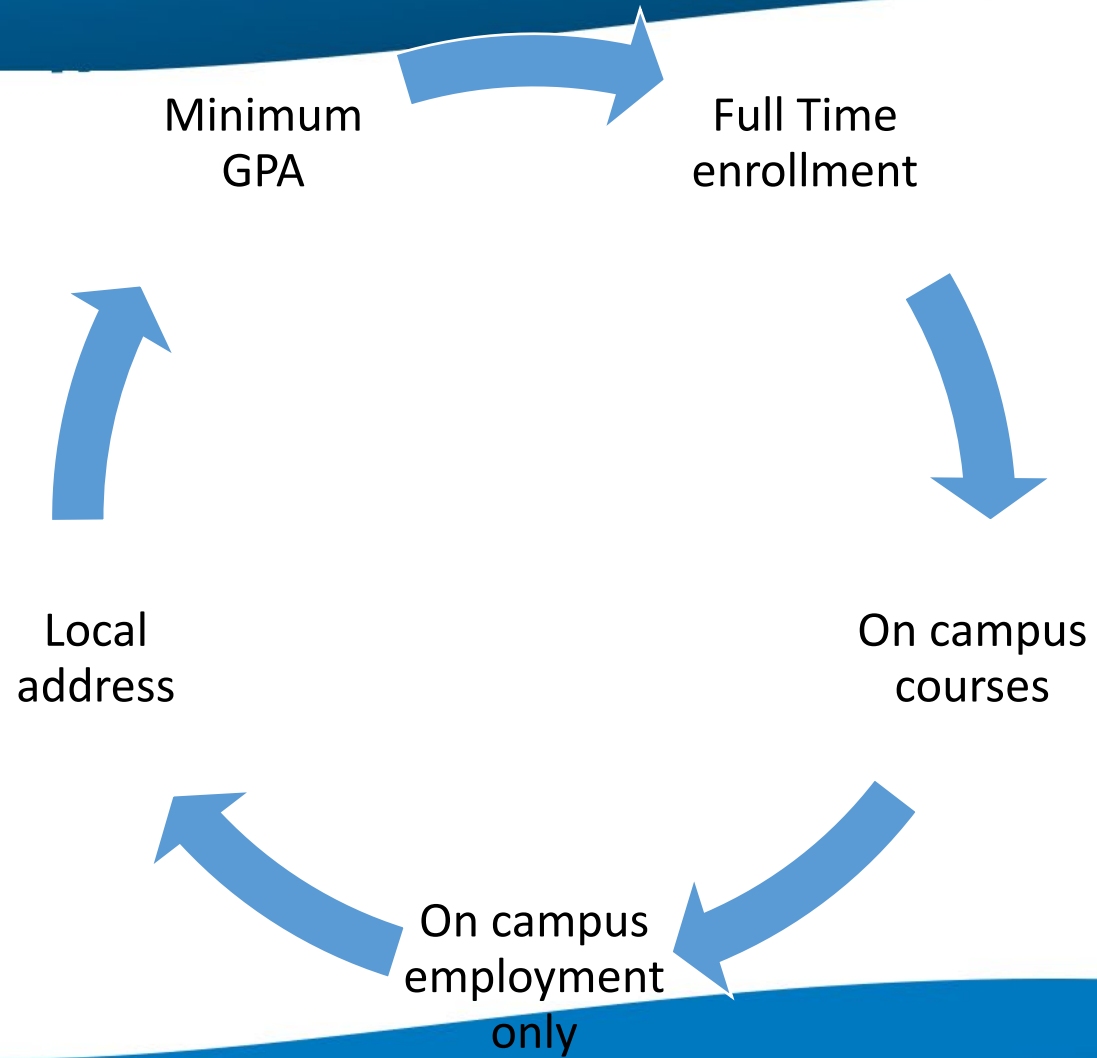 Minimum
GPA
Full Time
enrollment
On campus
courses
On campus
employment
only
Local
address